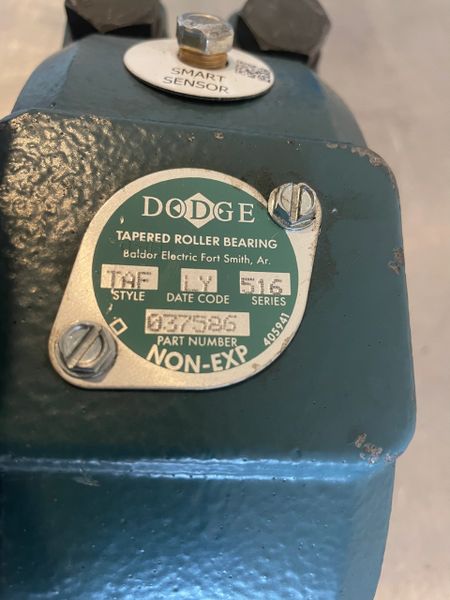 SMART
SENSOR
DODGE
TAPERED ROLLER BEARING
Baldor Electric Fort Smith, Ar.
TAF LY 516
STYLE DATE CODE SERIES
037586
PART NUMBER
405941
NON-EXP